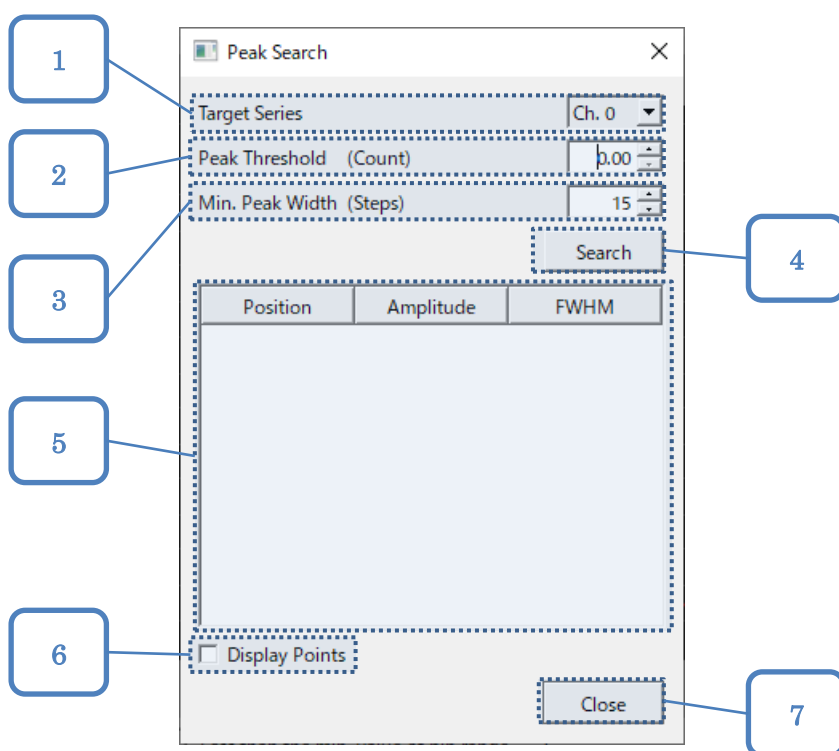 1
Peak Search
Target Series Ch. 0
2
Peak Threshold (Count) 0.00
Min. Peak Width (Steps) 15
3
Search
4
Position Amplitude FWHM
5
6
Display Points
Close
7